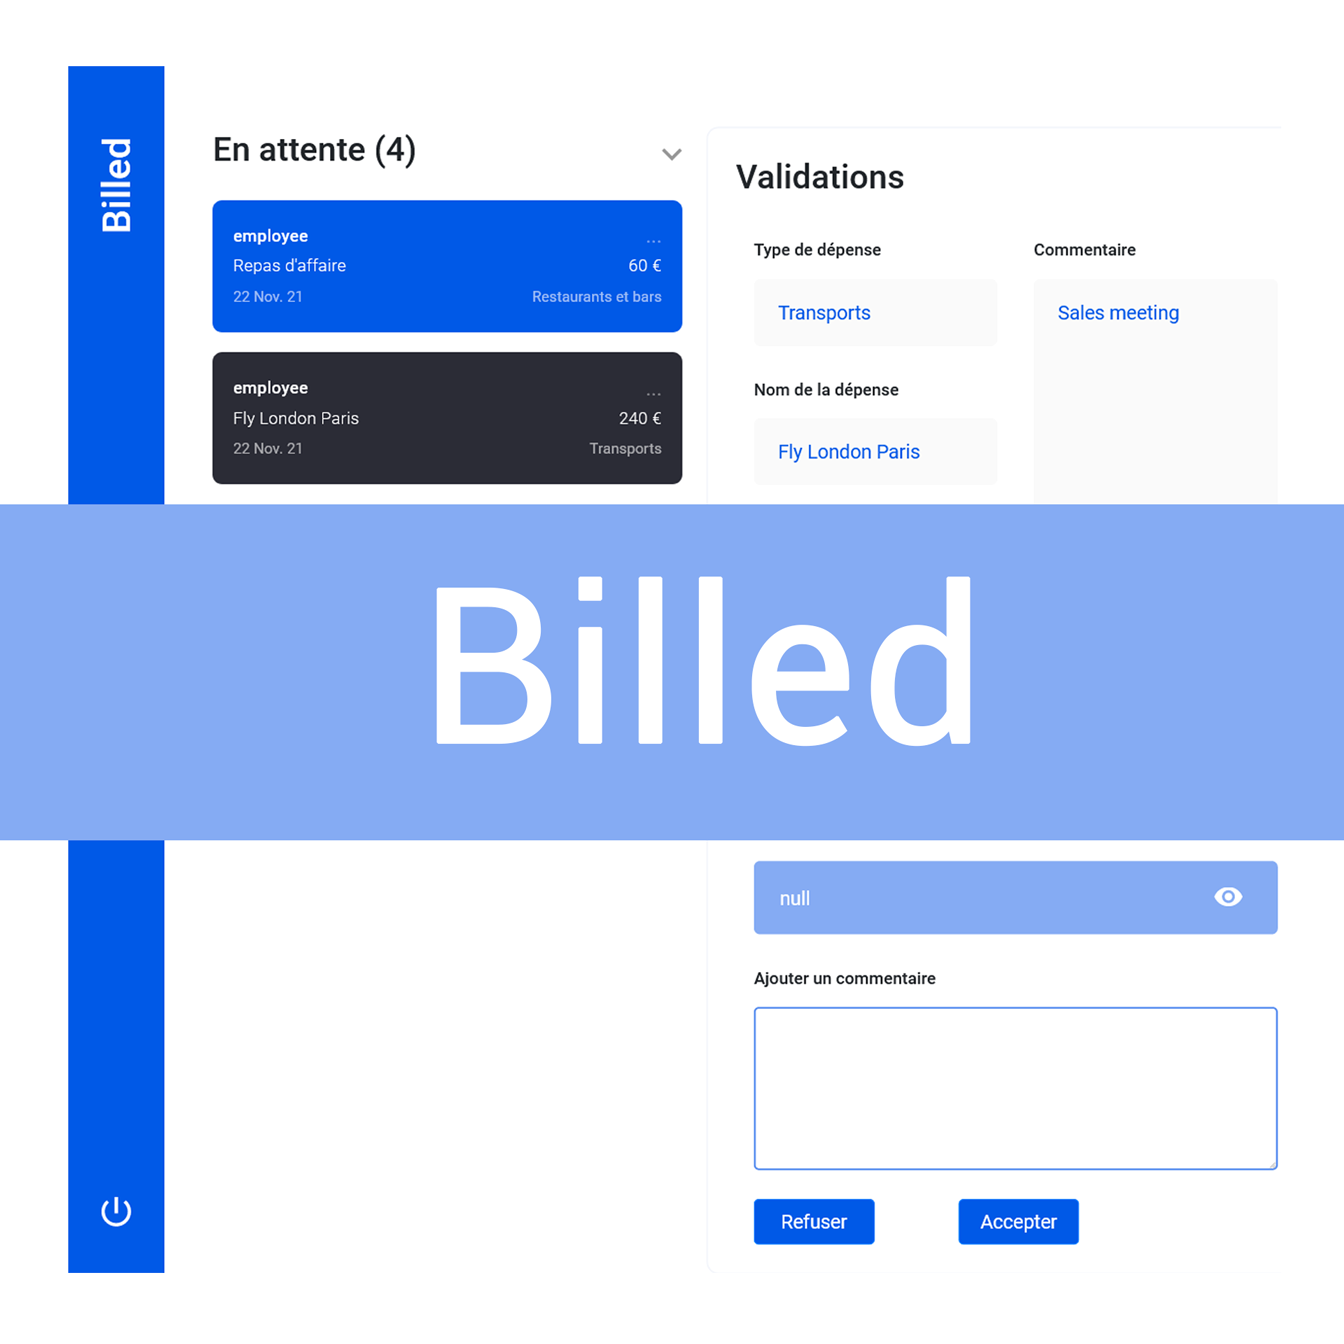 Billed
En attente (4)
employee
...
Repas d'affaire
60 €
22 Nov. 21
Restaurants et bars
employee
...
Fly London Paris
240 €
22 Nov. 21
Transports
Validations
Type de dépense
Transports
Nom de la dépense
Fly London Paris
Commentaire
Sales meeting
Billed
null
Ajouter un commentaire
Refuser
Accepter